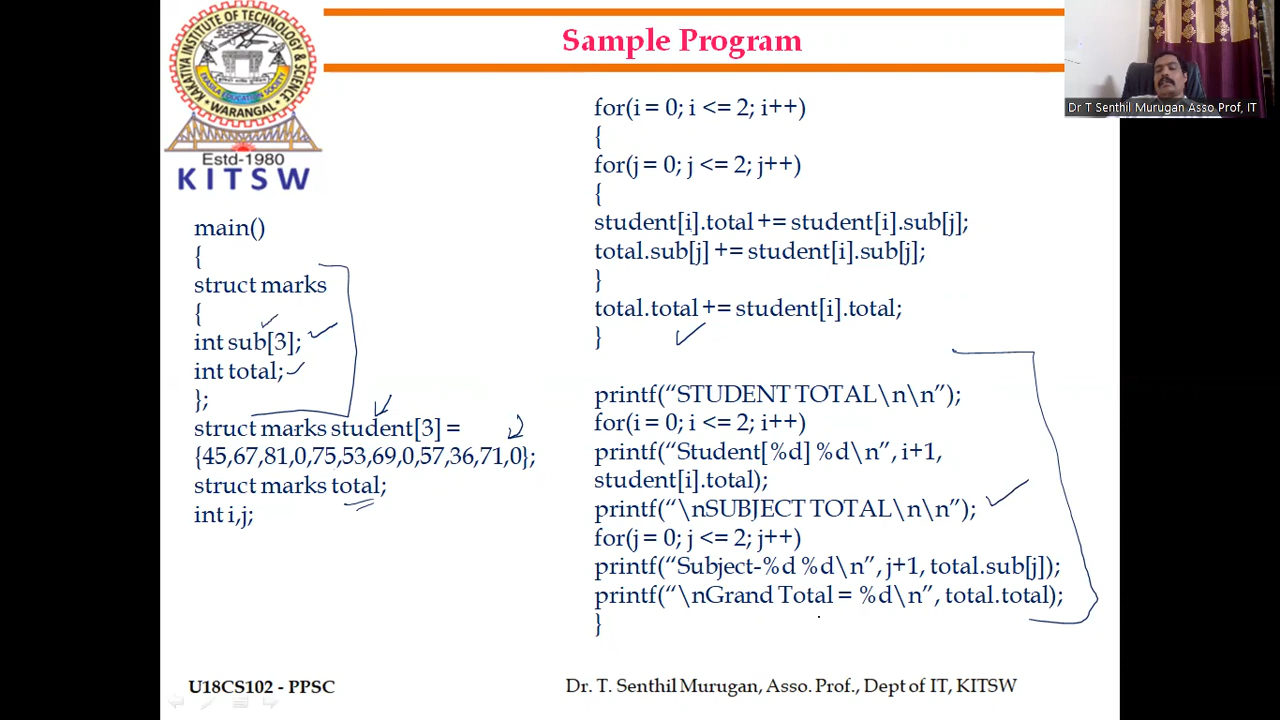 Sample Program
KAKATIYA INSTITUTE OF TECHNOLOGY & SCIENCE
WARANGAL
Estd-1980
KITSW
Dr T Senthil Murugan Asso Prof, IT
main()
{
struct marks
{
int sub[3];
int total;
};
struct marks student[3] =
{45,67,81,0,75,53,69,0,57,36,71,0};
struct marks total;
int i,j;
for(i = 0; i <= 2; i++)
{
for(j = 0; j <= 2; j++)
{
student[i].total += student[i].sub[j];
total.sub[j] += student[i].sub[j];
}
total.total += student[i].total;
}
printf(“STUDENT TOTAL\n\n”);
for(i = 0; i <= 2; i++)
printf(“Student[%d] %d\n”, i+1,
student[i].total);
printf(“\nSUBJECT TOTAL\n\n”);
for(j = 0; j <= 2; j++)
printf(“Subject-%d %d\n”, j+1, total.sub[j]);
printf(“\nGrand Total = %d\n”, total.total);
}
U18CS102 - PPSC
Dr. T. Senthil Murugan, Asso. Prof., Dept of IT, KITSW